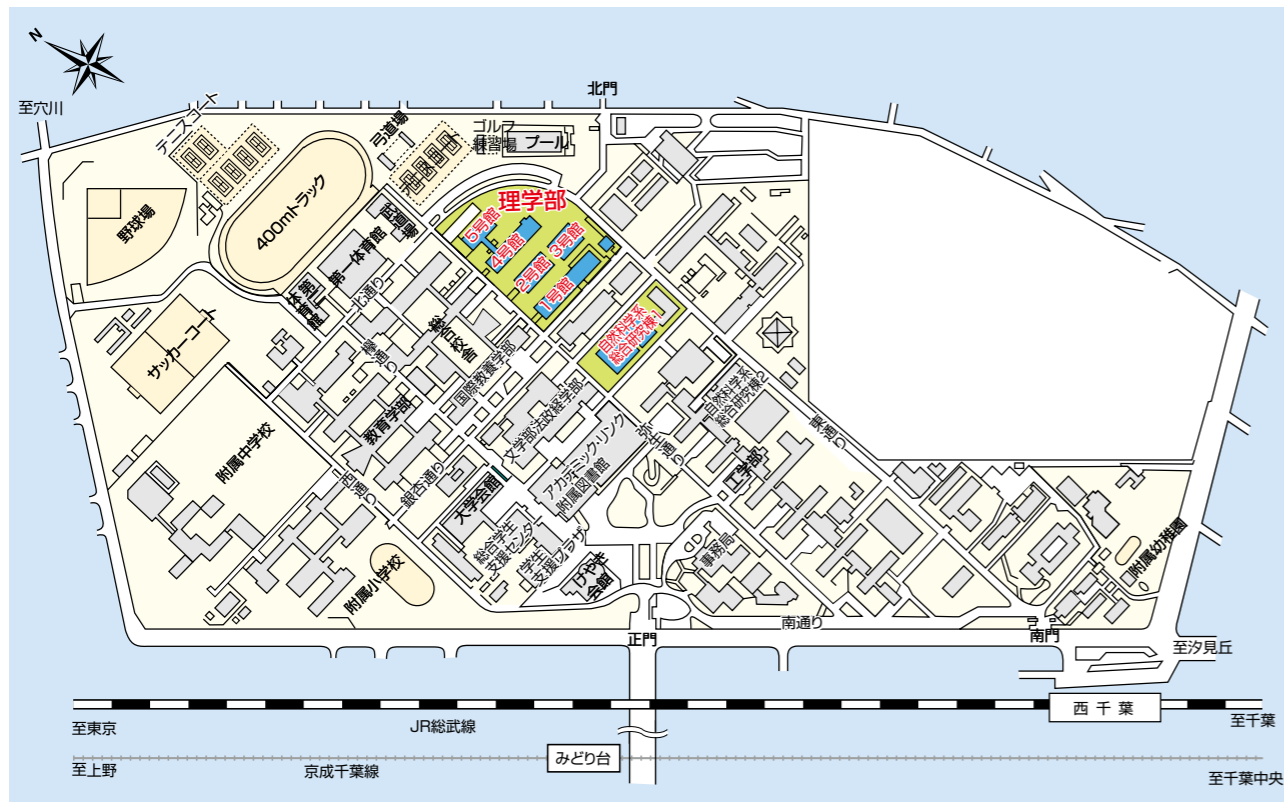 N
至穴川
テニスコート
弓道場
ゴルフ
練習場
プール
北門
野球場
400mトラック
武道場
第一体育館
第二
体育館
北通り
理学部
5号館
4号館
3号館
2号館
1号館
サッカーコート
欅通り
総合校舎
国際教養学部
自然科学系
総合研究棟1
自然科学系
総合研究棟2
東通り
附属中学校
教育学部
西通り
銀杏通り
文学部法政経学部
弥生通り
アカデミック・リンク
附属図書館
工学部
大学会館
総合学生
支援センター
学生
支援プラザ
けやき
会館
事務局
附属幼稚園
附属小学校
正門
南通り
南門
至汐見丘
西千葉
至東京
JR総武線
至千葉
みどり台
至上野
京成千葉線
至千葉中央